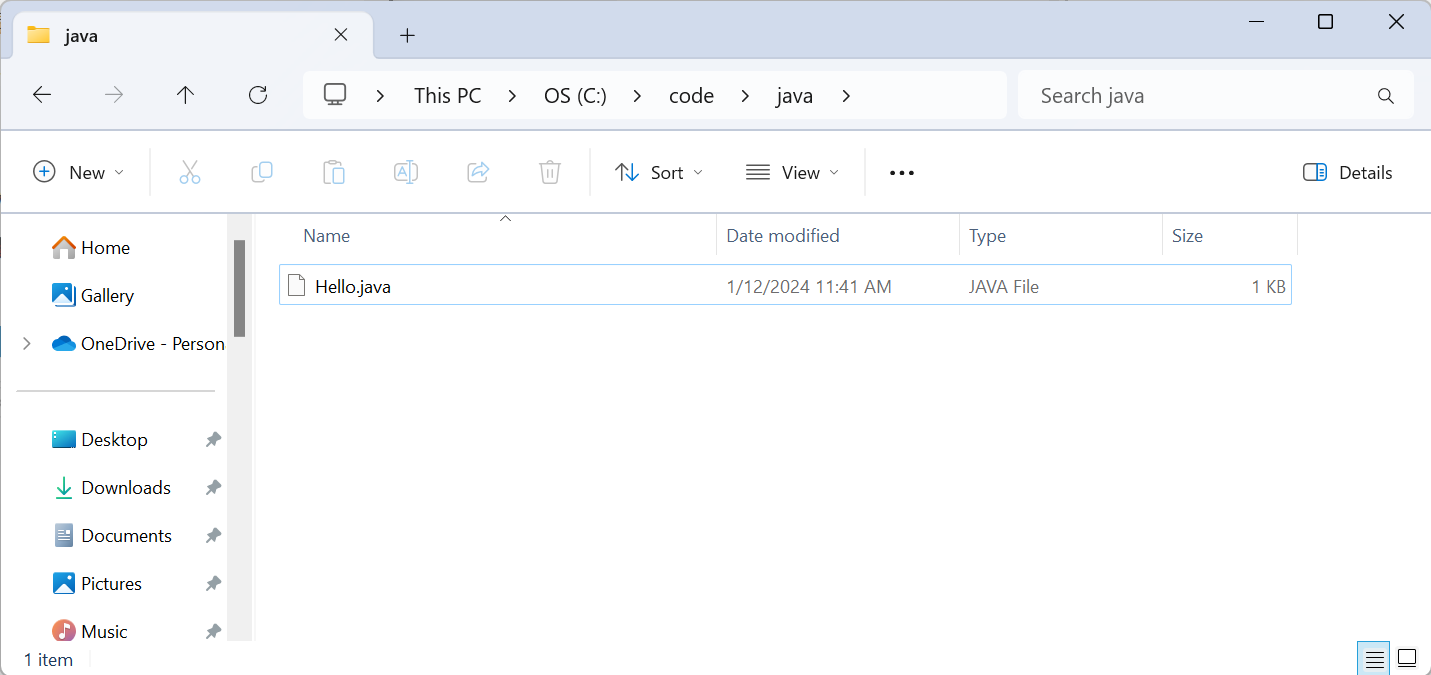 java
This PC
OS (C:)
code
java
Search java
New
Sort
View
Details
Name
Date modified
Type
Size
Home
Hello.java
1/12/2024 11:41 AM
JAVA File
1 KB
Gallery
OneDrive - Person
Desktop
Downloads
Documents
Pictures
Music
1 item